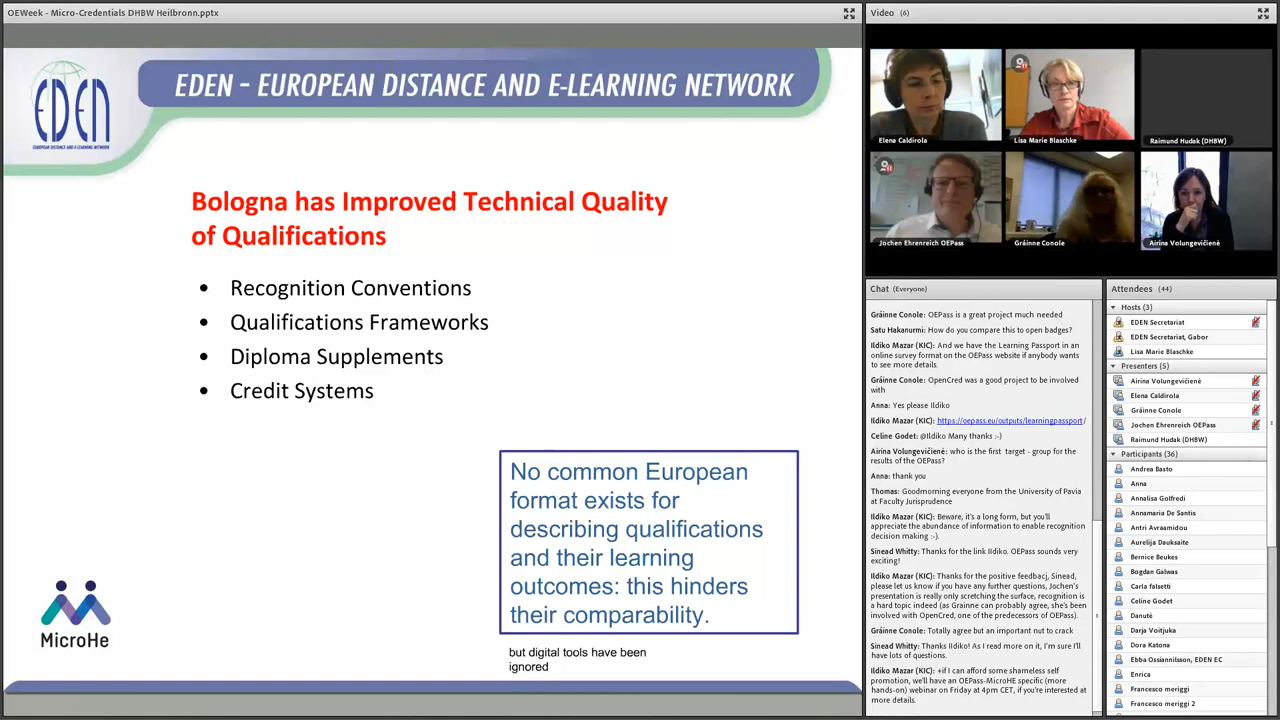 OEWeek - Micro-Credentials DHBW Heilbronn.pptx
EDEN
EUROPEAN DISTANCE AND E-LEARNING NETWORK
EDEN – EUROPEAN DISTANCE AND E-LEARNING NETWORK
Bologna has Improved Technical Quality
of Qualifications
• Recognition Conventions
• Qualifications Frameworks
• Diploma Supplements
• Credit Systems
No common European
format exists for
describing qualifications
and their learning
outcomes: this hinders
their comparability.
but digital tools have been
ignored
MicroHe
Video (6)
Elena Caldirola
Lisa Marie Blaschke
Raimund Hudak (DHBW)
Jochen Ehrenreich OEPass
Gráinne Conole
Airina Volungevičienė
Chat (Everyone)
Gráinne Conole: OEPass is a great project much needed
Satu Hakanurmi: How do you compare this to open badges?
Ildiko Mazar (KIC): And we have the Learning Passport in an
online survey format on the OEPass website if anybody wants
to see more details.
Gráinne Conole: OpenCred was a good project to be involved
with
Anna: Yes please Ildiko
Ildiko Mazar (KIC): https://oepass.eu/outputs/learningpassport/
Celine Godet: @Ildiko Many thanks :-)
Airina Volungevičienė: who is the first target - group for the
results of the OEPass?
Anna: thank you
Thomas: Goodmorning everyone from the University of Pavia
at Faculty Jurisprudence
Ildiko Mazar (KIC): Beware, it's a long form, but you'll
appreciate the abundance of information to enable recognition
decision making :-).
Sinead Whitty: Thanks for the link IIdiko. OEPass sounds very
exciting!
Ildiko Mazar (KIC): Thanks for the positive feedbacj, Sinead,
please let us know if you have any further questions, Jochen's
presentation is really only scretching the surface, recognition is
a hard topic indeed (as Grainne can probably agree, she's been
involved with OpenCred, one of the predecessors of OEPass).
Gráinne Conole: Totally agree but an important nut to crack
Sinead Whitty: Thanks IIdiko! As I read more on it, I'm sure I'll
have lots of questions.
Ildiko Mazar (KIC): +if I can afford some shameless self
promotion, we'll have an OEPass-MicroHE specific (more
hands-on) webinar on Friday at 4pm CET, if you're interested at
more details.
Attendees (44)
Hosts (3)
EDEN Secretariat
EDEN Secretariat, Gabor
Lisa Marie Blaschke
Presenters (5)
Airina Volungevičienė
Elena Caldirola
Gráinne Conole
Jochen Ehrenreich OEPass
Raimund Hudak (DHBW)
Participants (36)
Andrea Basto
Anna
Annalisa Golfredi
Annamaria De Santis
Antri Avraamidou
Aurelija Dauksaite
Bernice Beukes
Bogdan Galwas
Carla falsetti
Celine Godet
Danutė
Darja Voitjuka
Dora Katona
Ebba Ossiannilsson, EDEN EC
Enrica
Francesco meriggi
Francesco meriggi 2